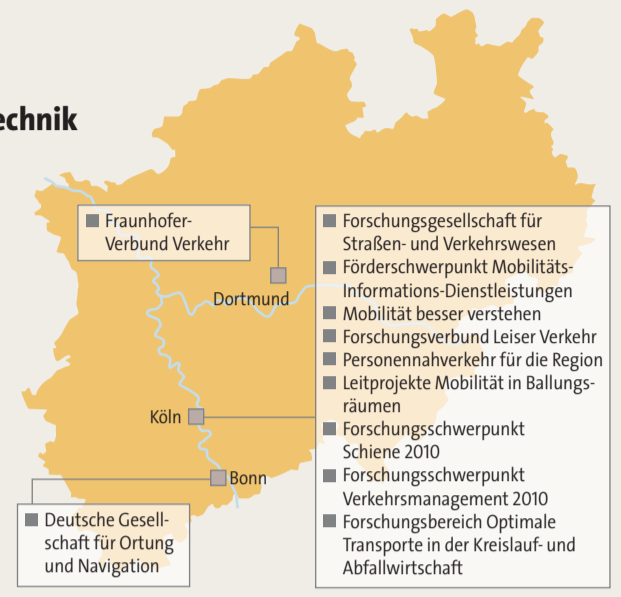 echnik
Fraunhofer-
Verbund Verkehr
Dortmund
Köln
Bonn
Deutsche Gesell-
schaft für Ortung
und Navigation
Forschungsgesellschaft für
Straßen- und Verkehrswesen
Förderschwerpunkt Mobilitäts-
Informations-Dienstleistungen
Mobilität besser verstehen
Forschungsverbund Leiser Verkehr
Personennahverkehr für die Region
Leitprojekte Mobilität in Ballungs-
räumen
Forschungsschwerpunkt
Schiene 2010
Forschungsschwerpunkt
Verkehrsmanagement 2010
Forschungsbereich Optimale
Transporte in der Kreislauf- und
Abfallwirtschaft